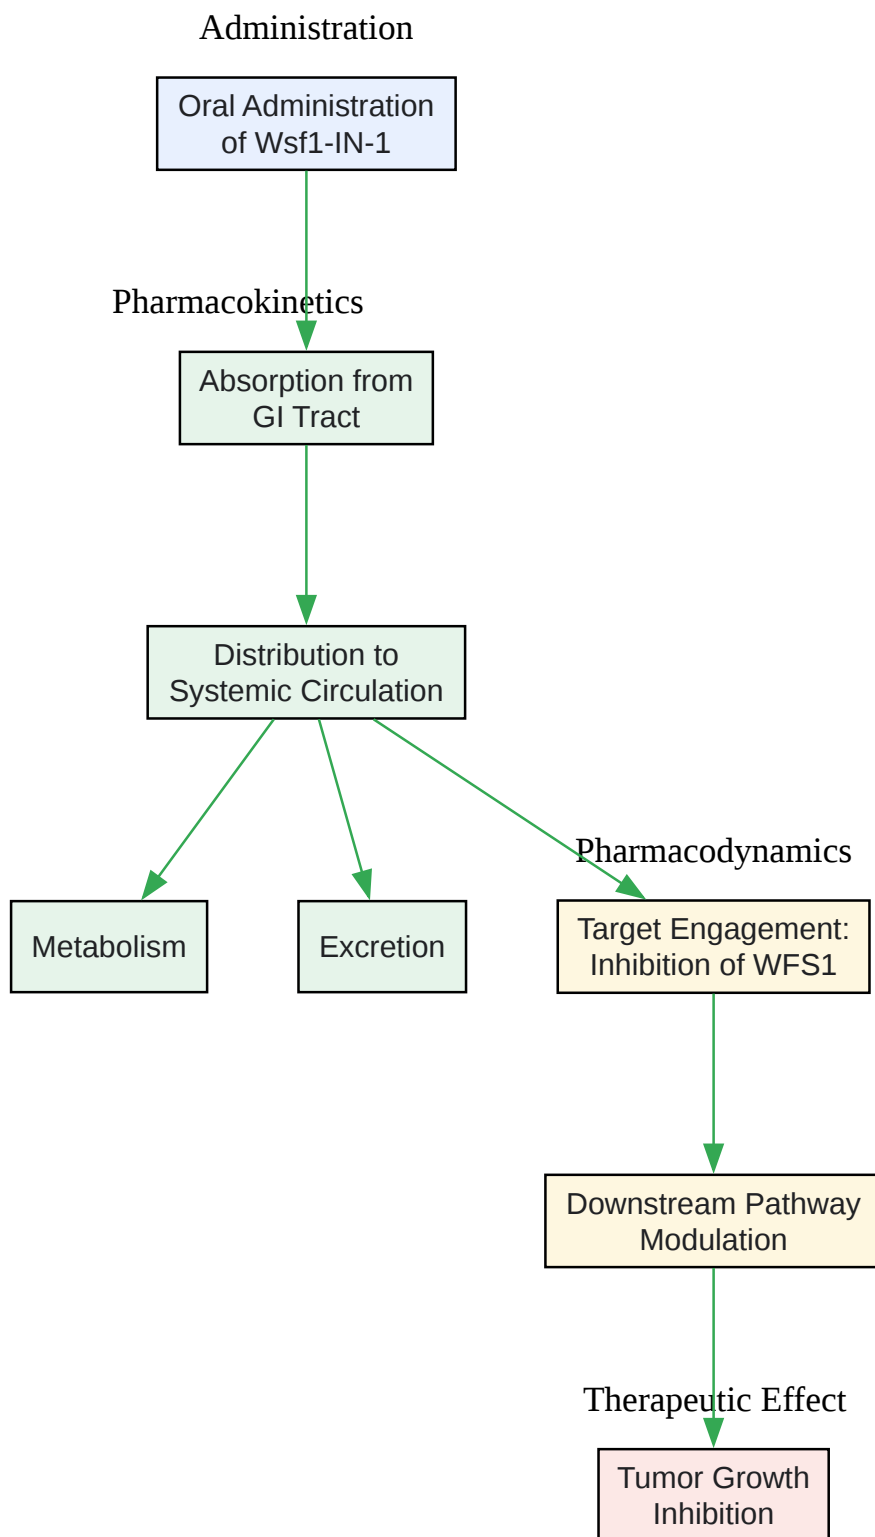 Administration
Oral Administration
of Wsf1-IN-1
Pharmacokinetics
Absorption from
GI Tract
Distribution to
Systemic Circulation
Metabolism
Excretion
Pharmacodynamics
Target Engagement:
Inhibition of WFS1
Downstream Pathway
Modulation
Therapeutic Effect
Tumor Growth
Inhibition